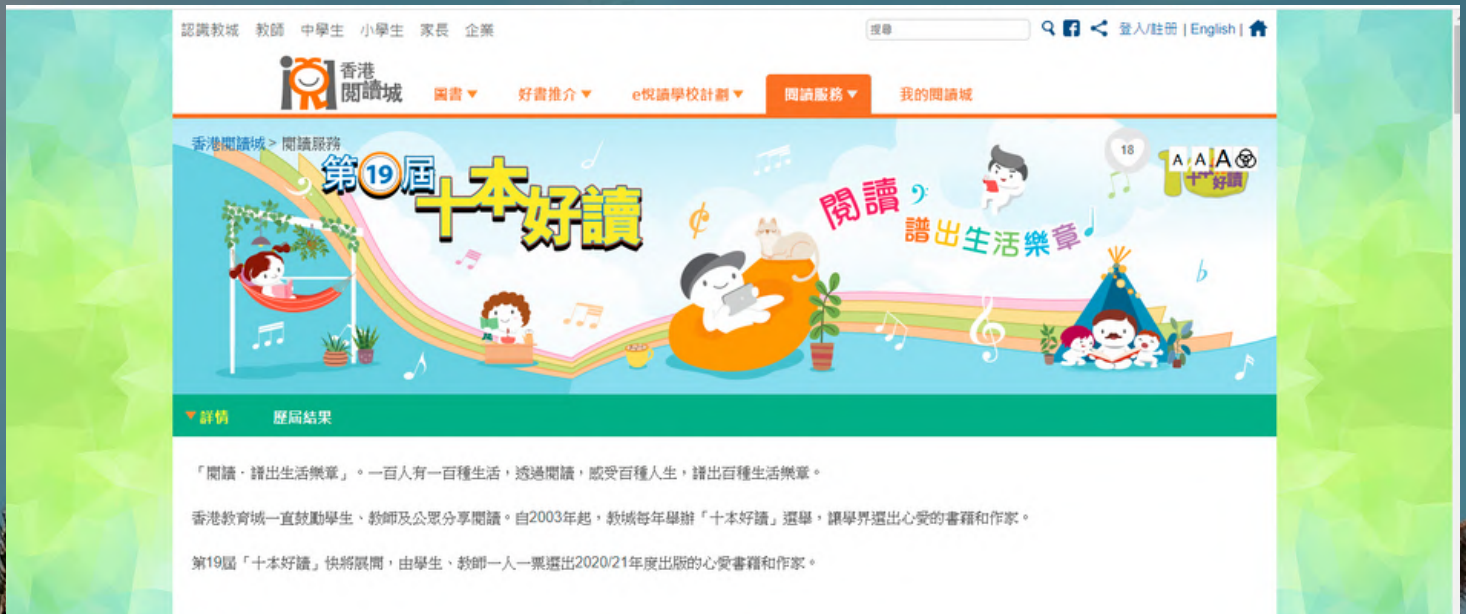 認識教城 教師 中學生 小學生 家長 企業 搜尋 登入/註冊 | English |
香港
閱讀城
圖書▼ 好書推介▼ e悅讀學校計劃▼ 閱讀服務▼ 我的閱讀城
香港閱讀城 > 閱讀服務
第19屆十本好讀
閱讀
譜出生活樂章
18
A A A
十本好讀
▼詳情 歷屆結果
「閱讀．譜出生活樂章」。一百人有一百種生活，透過閱讀，感受百種人生，譜出百種生活樂章。
香港教育城一直鼓勵學生、教師及公眾分享閱讀。自2003年起，教城每年舉辦「十本好讀」選舉，讓學界選出心愛的書籍和作家。
第19屆「十本好讀」快將展開，由學生、教師一人一票選出2020/21年度出版的心愛書籍和作家。